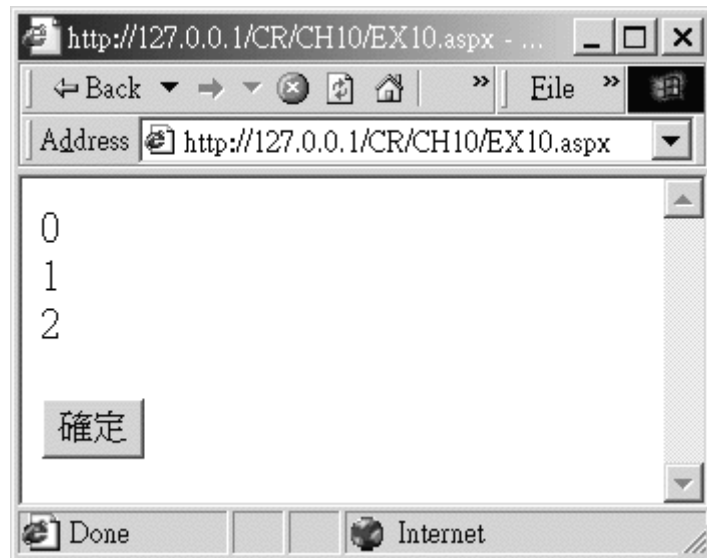 http://127.0.0.1/CR/CH10/EX10.aspx - ...
Back » File »
Address http://127.0.0.1/CR/CH10/EX10.aspx
0
1
2
確定
Done Internet